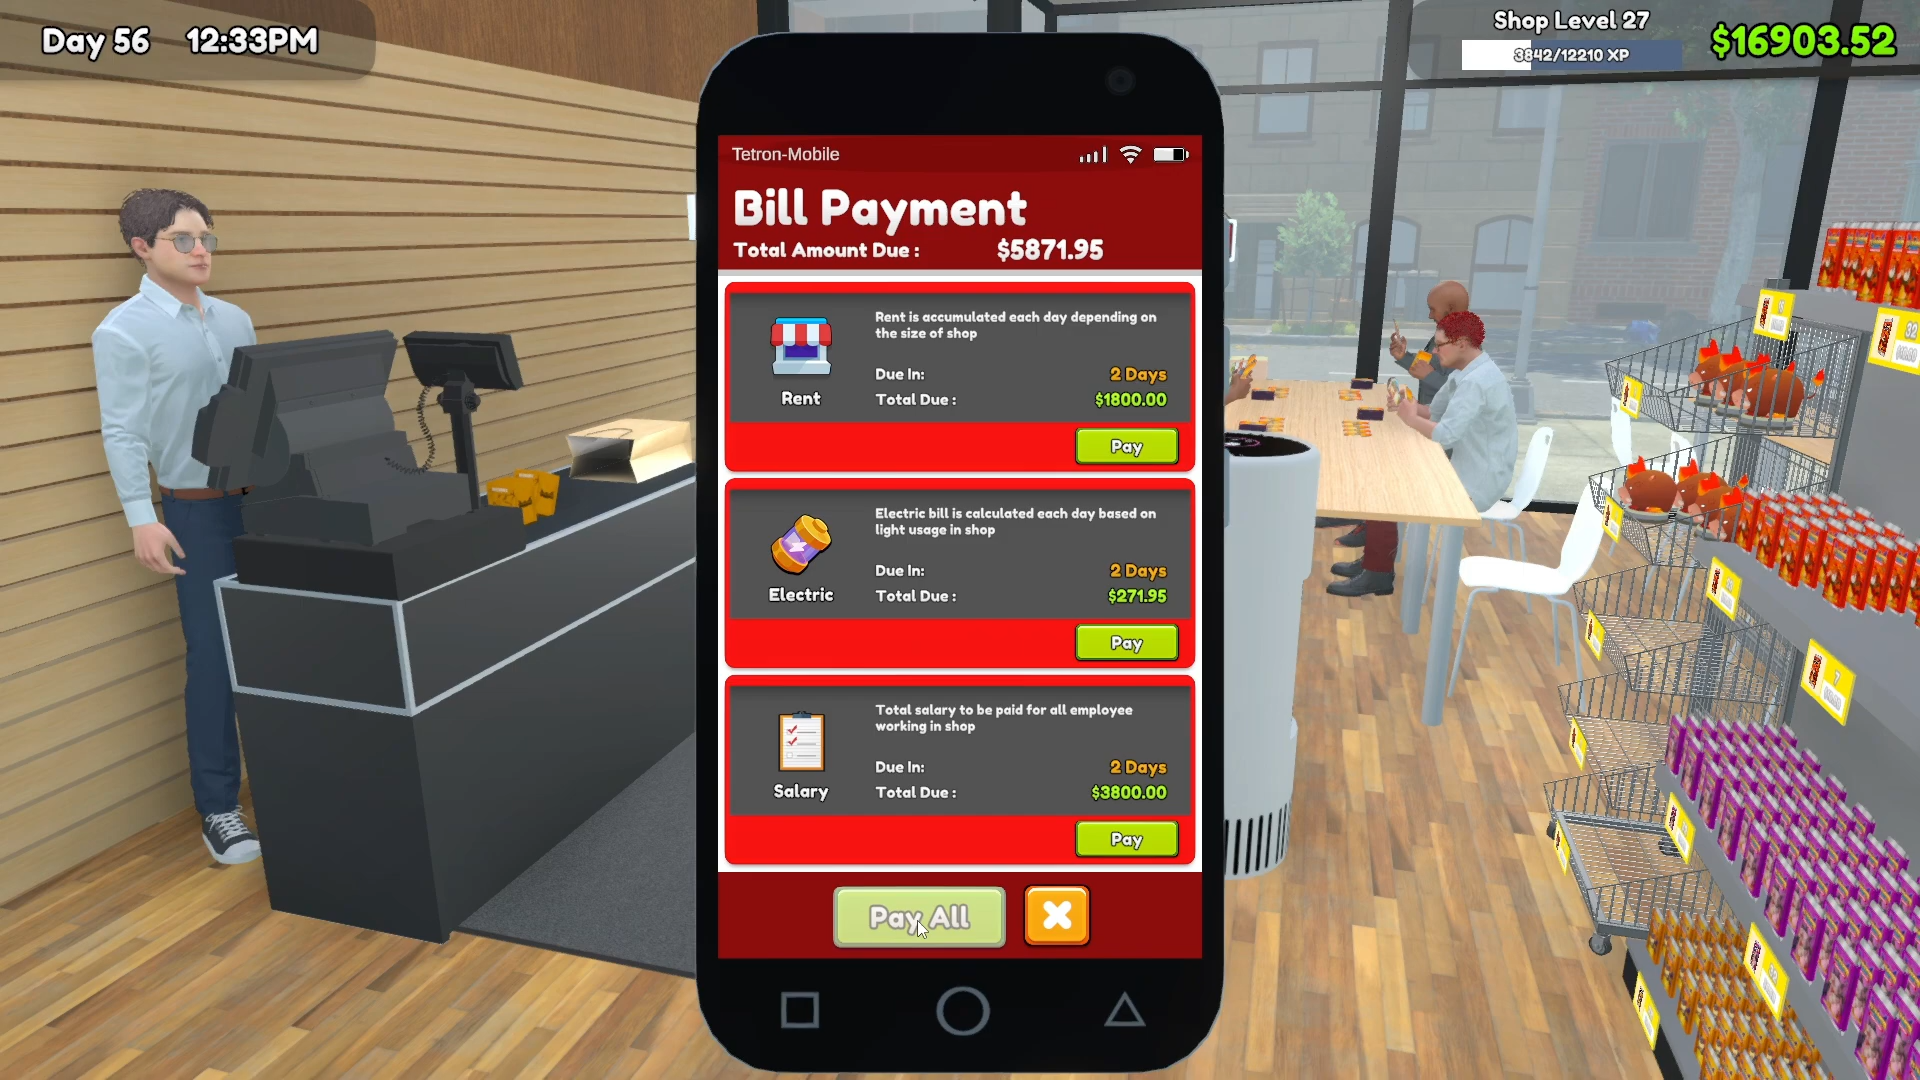 Day 56 12:33PM
Shop Level 27
3842/12210 XP
$16903.52
Tetron-Mobile
Bill Payment
Total Amount Due : $5871.95
Rent is accumulated each day depending on
the size of shop
Due In: 2 Days
Total Due : $1800.00
Rent
Pay
Electric bill is calculated each day based on
light usage in shop
Due In: 2 Days
Total Due : $271.95
Electric
Pay
Total salary to be paid for all employee
working in shop
Due In: 2 Days
Total Due : $3800.00
Salary
Pay
Pay All
32
7